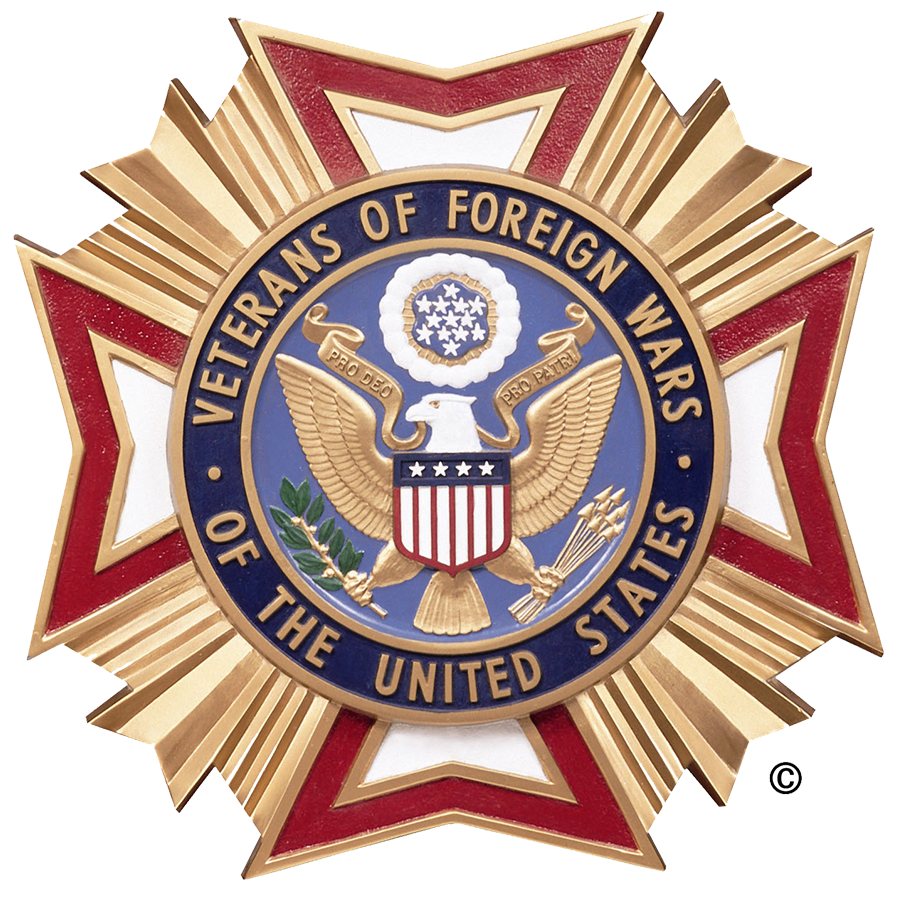 VETERANS OF FOREIGN WARS
OF THE UNITED STATES
PRO DEO
PRO PATRI
©